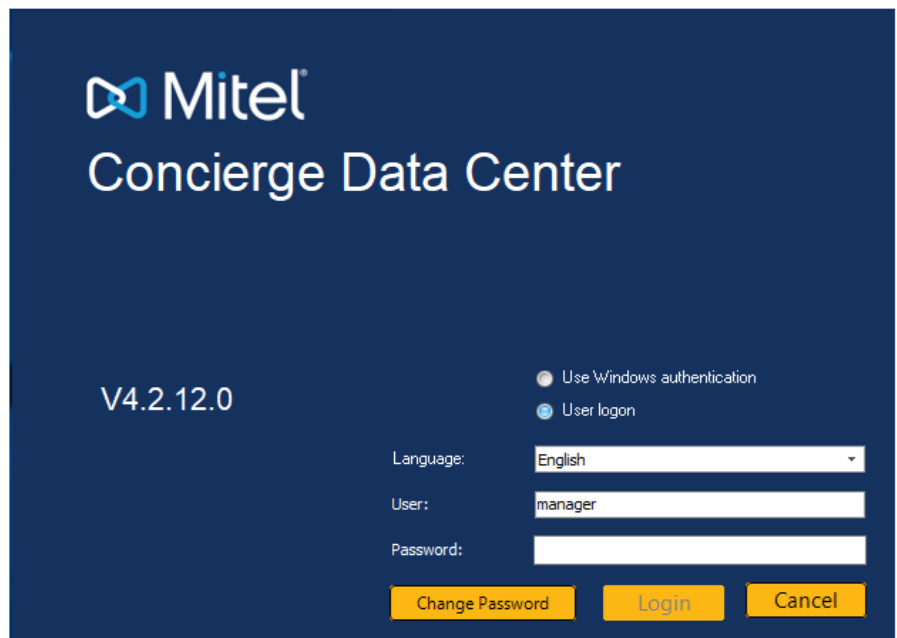 Mitel®
Concierge Data Center
Use Windows authentication
V4.2.12.0
User logon
Language:
English
User:
manager
Password:
Change Password
Login
Cancel